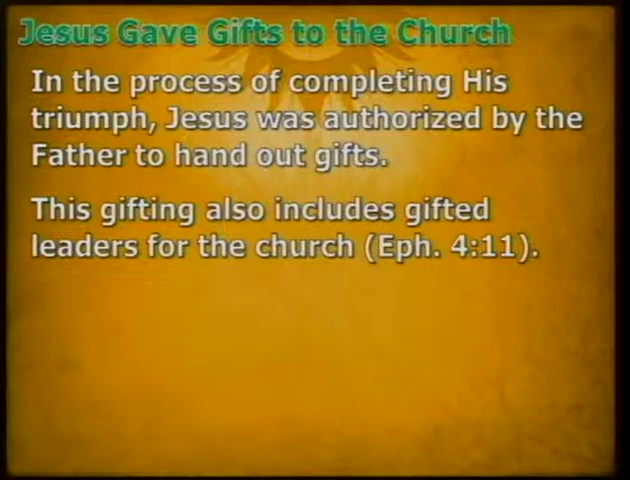 Jesus Gave Gifts to the Church
In the process of completing His
triumph, Jesus was authorized by the
Father to hand out gifts.
This gifting also includes gifted
leaders for the church (Eph. 4:11).